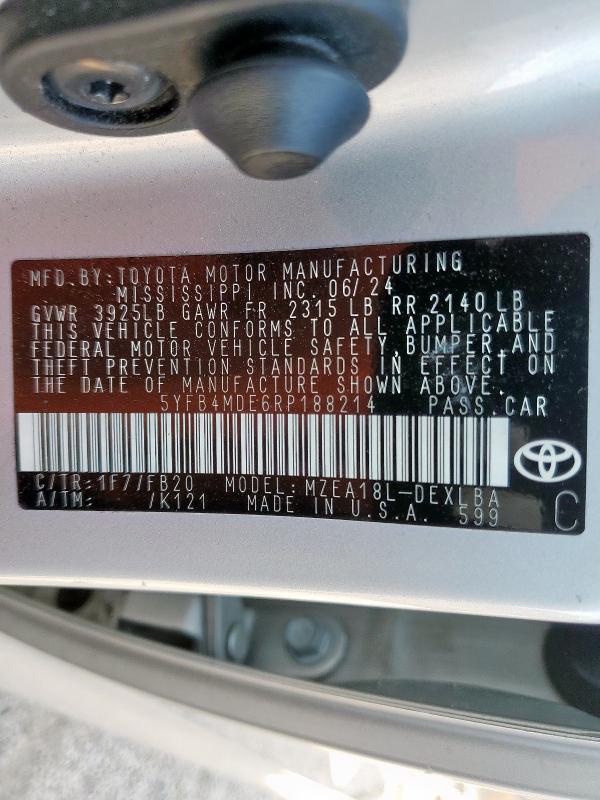 MFD. BY: TOYOTA MOTOR MANUFACTURING
MISSISSIPPI INC. 06/24
GVWR 3925LB GAWR FR 2315 LB RR 2140 LB
THIS VEHICLE CONFORMS TO ALL APPLICABLE
FEDERAL MOTOR VEHICLE SAFETY, BUMPER, AND
THEFT PREVENTION STANDARDS IN EFFECT ON
THE DATE OF MANUFACTURE SHOWN ABOVE.
5YFB4MDE6RP188214 PASS. CAR
C/TR: 1F7/FB20 MODEL: MZEA18L-DEXLBA
A/TM: /K121 MADE IN U.S.A. 599 C